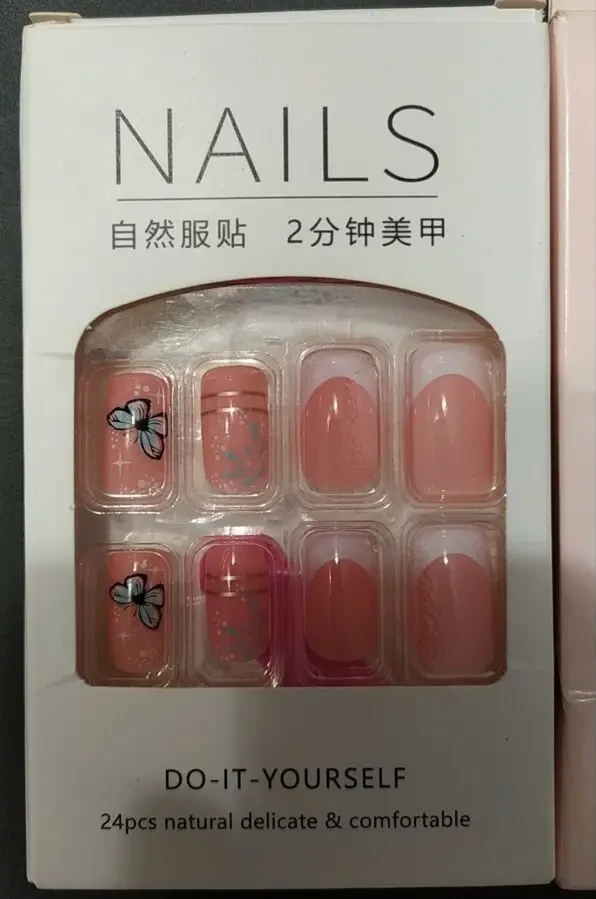 NAILS
自然服贴 2分钟美甲
DO-IT-YOURSELF
24pcs natural delicate & comfortable